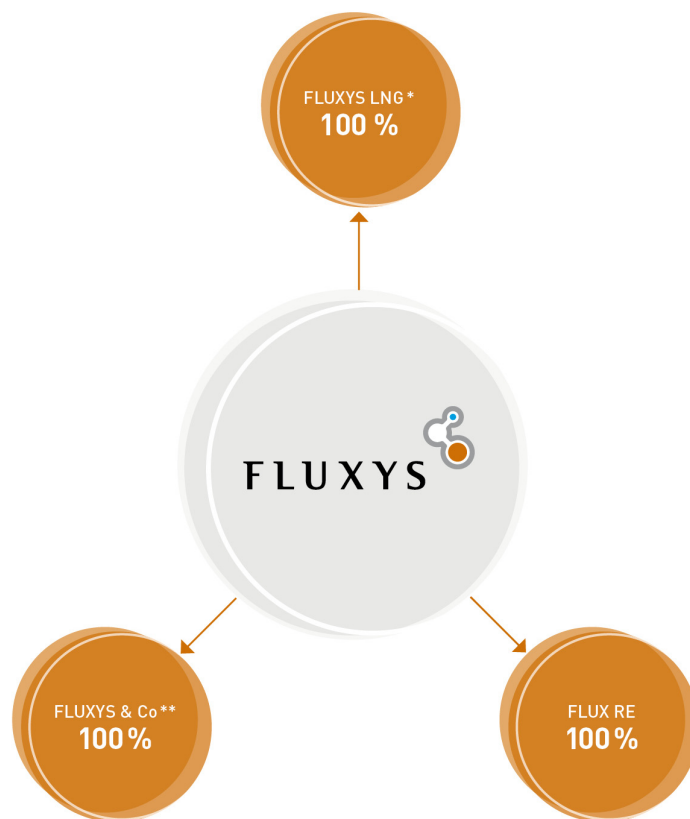 FLUXYS LNG *
100 %
FLUXYS
FLUXYS & Co **
100 %
FLUX RE
100 %